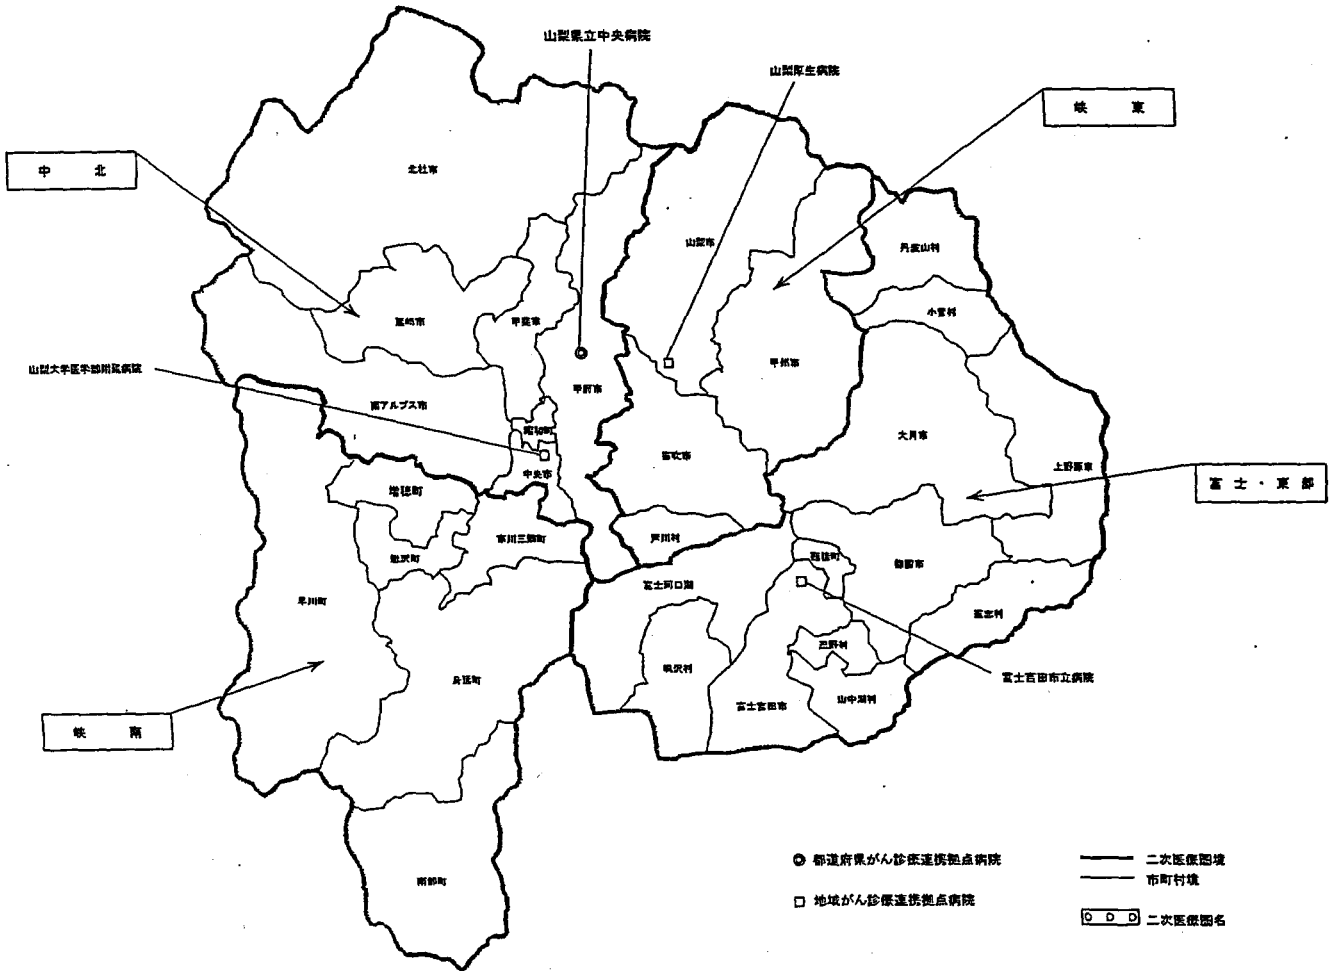 山梨県立中央病院
山梨厚生病院
峡　東
中　北
北杜市
山梨市
丹波山村
小菅村
韮崎市
甲斐市
甲州市
山梨大学医学部附属病院
甲府市
南アルプス市
昭和町
大月市
笛吹市
中央市
上野原市
富士・東部
増穂町
市川三郷町
芦川村
鰍沢町
西桂町
都留市
富士河口湖
早川町
道志村
忍野村
鳴沢村
身延町
富士吉田市立病院
山中湖村
富士吉田市
峡　南
都道府県がん診療連携拠点病院
二次医療圏境
市町村境
地域がん診療連携拠点病院
二次医療圏名
南部町